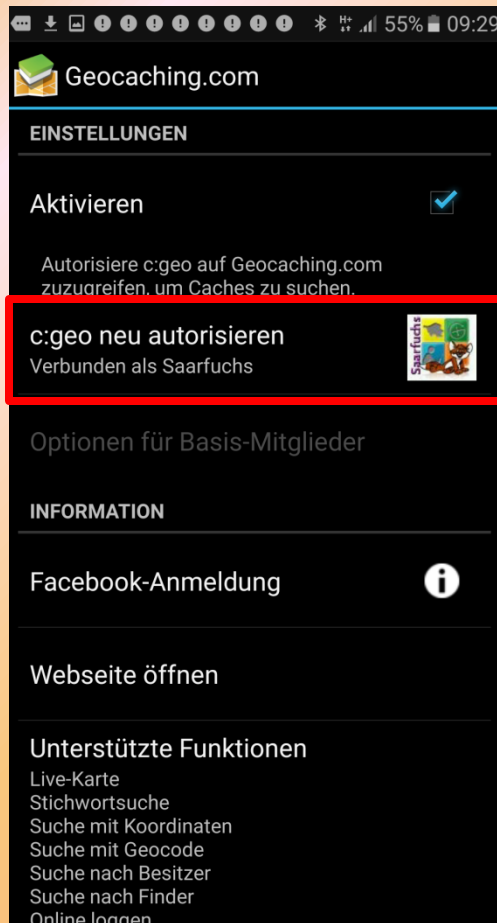 55% 09:29
Geocaching.com
EINSTELLUNGEN
Aktivieren
Autorisiere c:geo auf Geocaching.com
zuzugreifen, um Caches zu suchen.
c:geo neu autorisieren
Verbunden als Saarfuchs
Saarfuchs
Optionen für Basis-Mitglieder
INFORMATION
Facebook-Anmeldung
Webseite öffnen
Unterstützte Funktionen
Live-Karte
Stichwortsuche
Suche mit Koordinaten
Suche mit Geocode
Suche nach Besitzer
Suche nach Finder
Online loggen